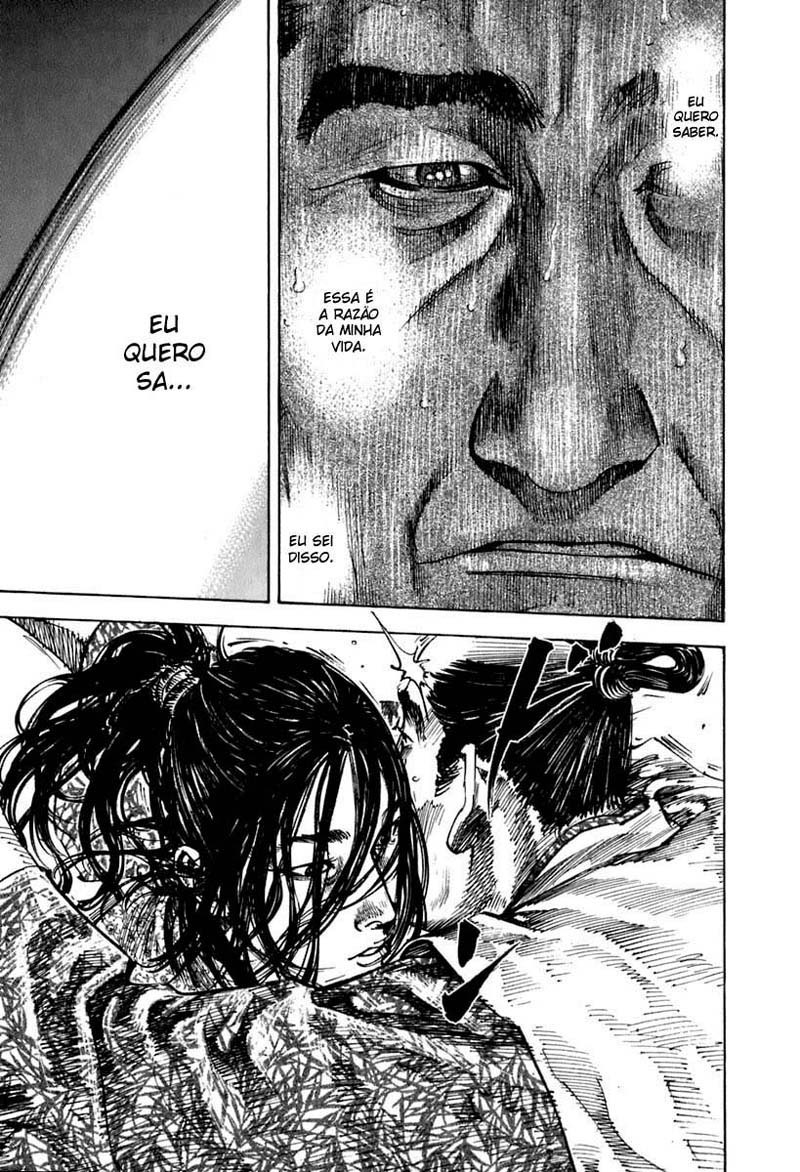 EU
QUERO
SABER.
ESSA É
A RAZÃO
DA MINHA
VIDA.
EU SEI
DISSO.
EU
QUERO
SA...